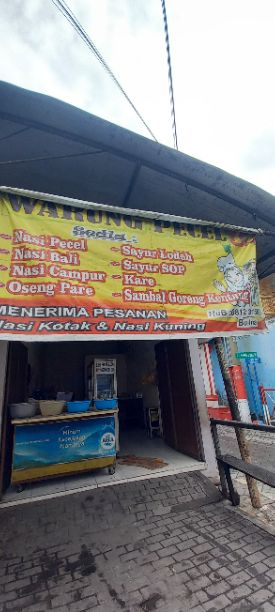 WARUNG PECEL
Sedia :
Nasi Pecel
Nasi Bali
Nasi Campur
Oseng Pare
Sayur Lodeh
Sayur SOP
Kare
Sambal Goreng Kentang
MENERIMA PESANAN
Nasi Kotak & Nasi Kuning